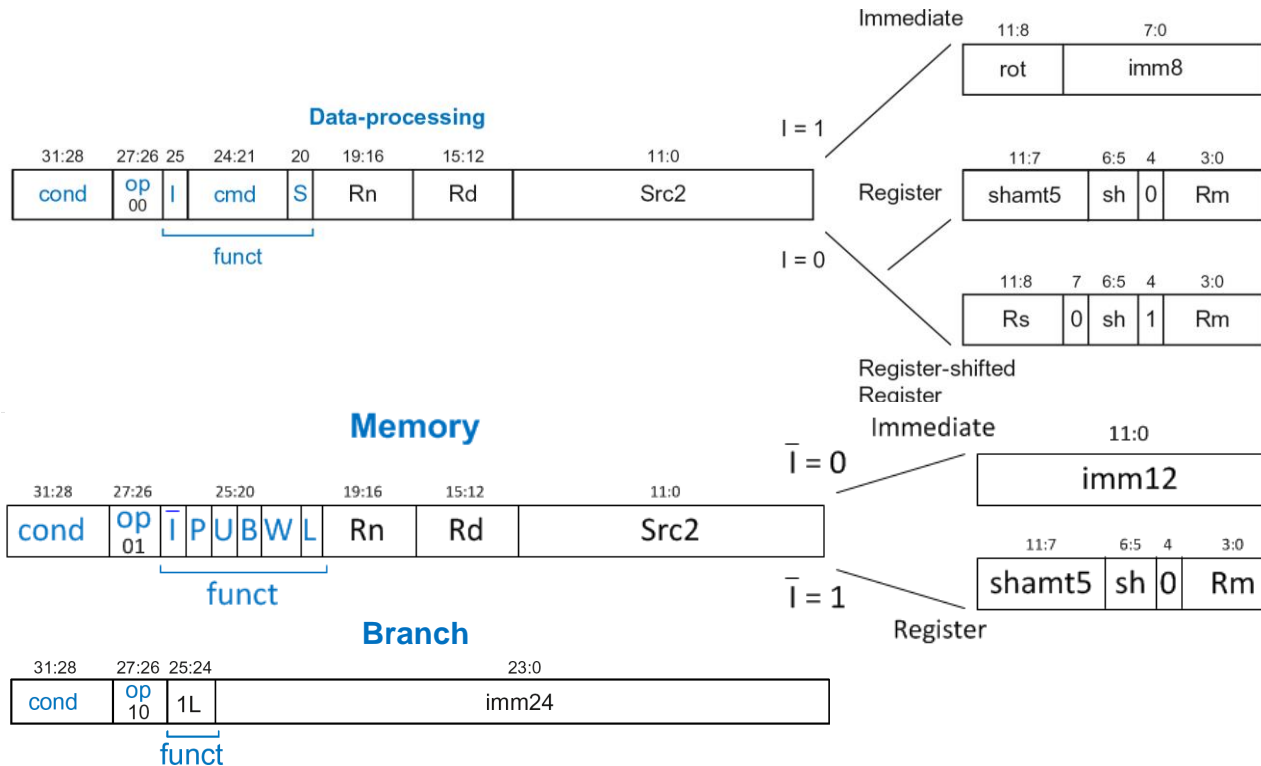 Immediate
11:8 7:0
rot imm8
Data-processing
I = 1
31:28 27:26 25 24:21 20 19:16 15:12 11:0
cond op 00 I cmd S Rn Rd Src2
funct
I = 0
Register
11:7 6:5 4 3:0
shamt5 sh 0 Rm
11:8 7 6:5 4 3:0
Rs 0 sh 1 Rm
Register-shifted
Register
Memory
Immediate
11:0
imm12
I̅ = 0
31:28 27:26 25:20 19:16 15:12 11:0
cond op 01 I̅ P U B W L Rn Rd Src2
funct
I̅ = 1
Register
11:7 6:5 4 3:0
shamt5 sh 0 Rm
Branch
31:28 27:26 25:24 23:0
cond op 10 1L imm24
funct